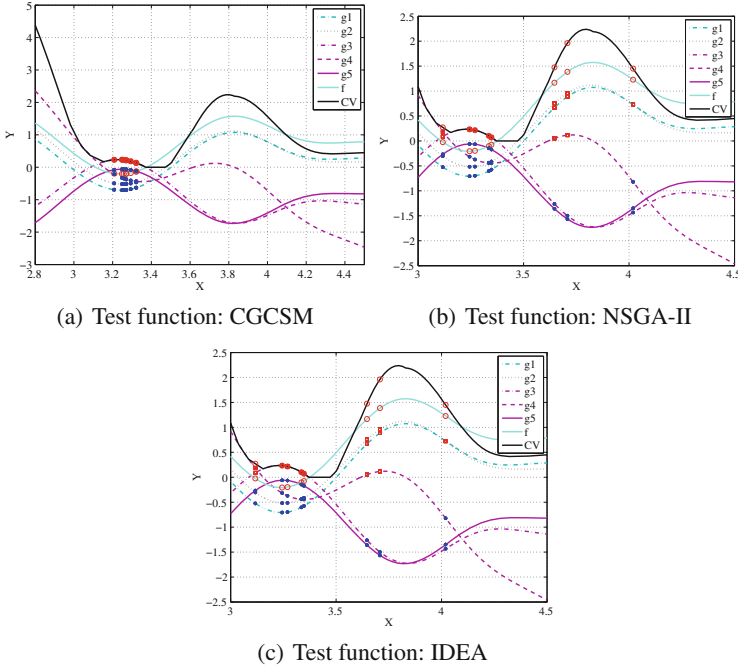 5
4
3
2
1
0
−1
−2
3
Y
2.8 3 3.2 3.4 3.6 3.8 4 4.2 4.4
X
g1
g2
g3
g4
g5
f
CV
(a) Test function: CGCSM
2.5
2
1.5
1
0.5
0
−0.5
−1
−1.5
−2
−2.5
Y
3 3.5 4 4.5
X
g1
g2
g3
g4
g5
f
CV
(b) Test function: NSGA-II
2.5
2
1.5
1
0.5
0
−0.5
−1
−1.5
−2
−2.5
Y
3 3.5 4 4.5
X
g1
g2
g3
g4
g5
f
CV
(c) Test function: IDEA